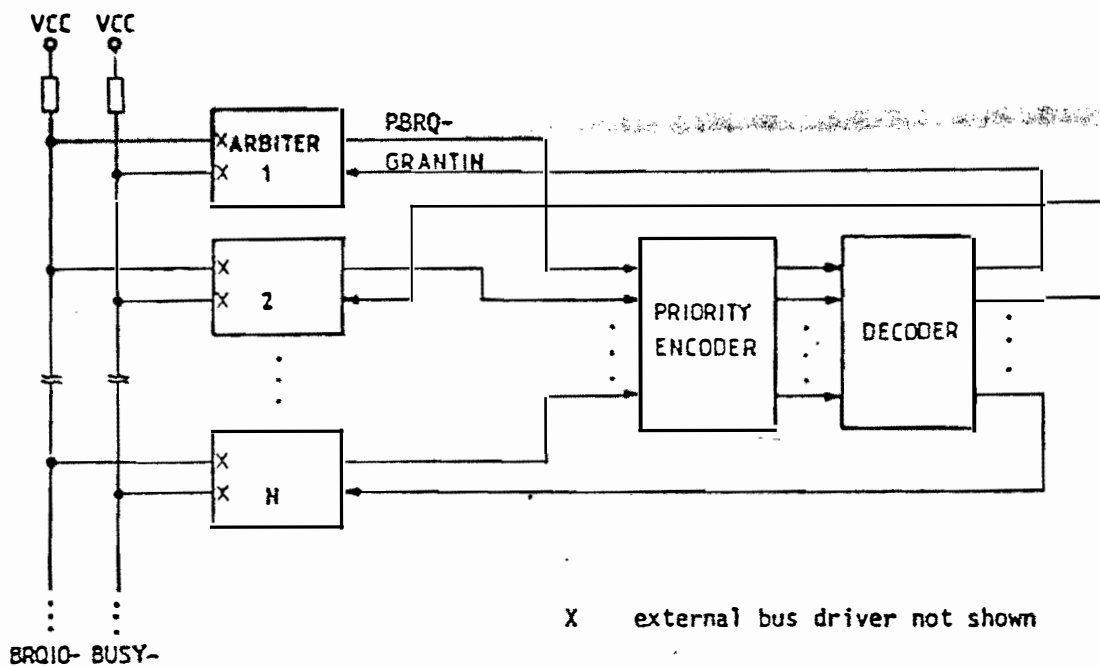 VCC VCC
ARBITER
1
PBRQ-
GRANTIN
2
PRIORITY
ENCODER
DECODER
N
X external bus driver not shown
BRQIO- BUSY-